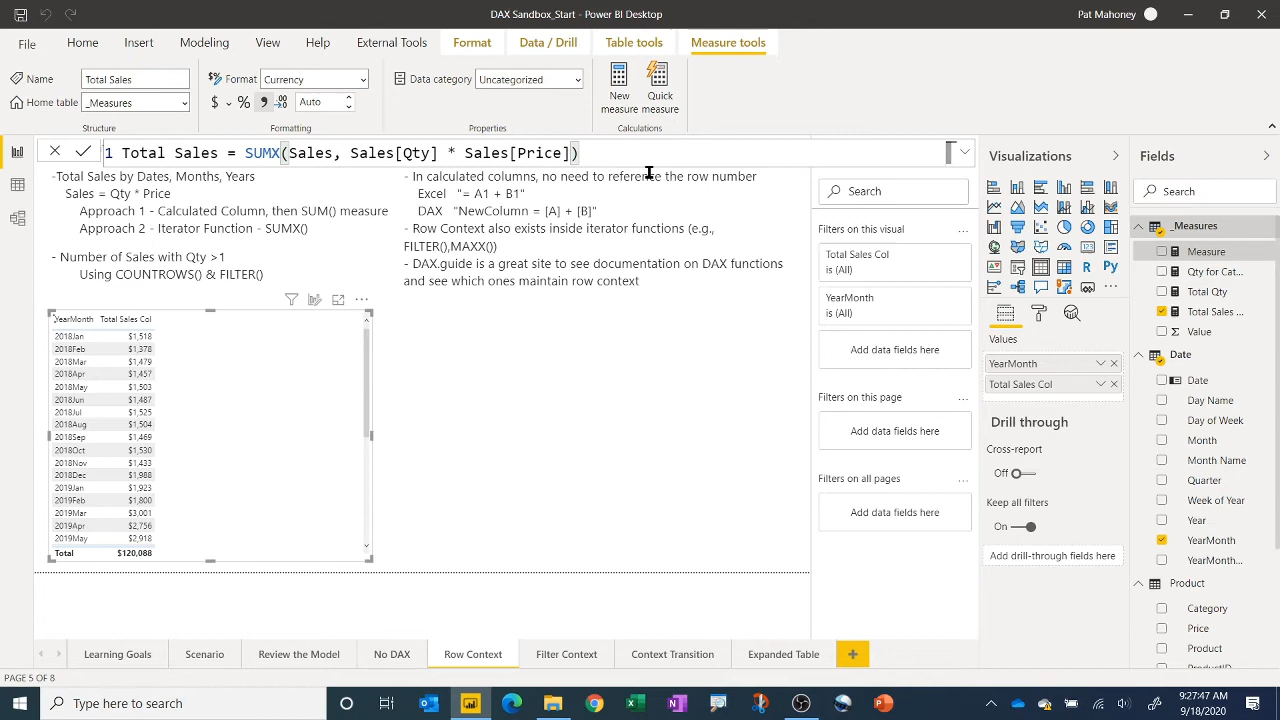 DAX Sandbox_Start - Power BI Desktop
Pat Mahoney
File
Home
Insert
Modeling
View
Help
External Tools
Format
Data / Drill
Table tools
Measure tools
Name
Total Sales
Home table
_Measures
Structure
Format
Currency
$
%
9
Auto
Formatting
Data category
Uncategorized
Properties
New measure
Quick measure
Calculations
1 Total Sales = SUMX(Sales, Sales[Qty] * Sales[Price])
-Total Sales by Dates, Months, Years
Sales = Qty * Price
Approach 1 - Calculated Column, then SUM() measure
Approach 2 - Iterator Function - SUMX()
- Number of Sales with Qty >1
Using COUNTROWS() & FILTER()
- In calculated columns, no need to reference the row number
Excel "= A1 + B1"
DAX "NewColumn = [A] + [B]"
- Row Context also exists inside iterator functions (e.g.,
FILTER(),MAXX())
- DAX.guide is a great site to see documentation on DAX functions
and see which ones maintain row context
YearMonth Total Sales Col
2018Jan $1,518
2018Feb $1,378
2018Mar $1,479
2018Apr $1,457
2018May $1,503
2018Jun $1,487
2018Jul $1,525
2018Aug $1,504
2018Sep $1,469
2018Oct $1,530
2018Nov $1,433
2018Dec $1,988
2019Jan $1,923
2019Feb $1,800
2019Mar $3,001
2019Apr $2,756
2019May $2,918
Total $120,088
Search
Filters on this visual ...
Total Sales Col
is (All)
YearMonth
is (All)
Add data fields here
Filters on this page ...
Add data fields here
Filters on all pages ...
Add data fields here
Visualizations
R
Py
Values
YearMonth
Total Sales Col
Drill through
Cross-report
Off
Keep all filters
On
Add drill-through fields here
Fields
Search
_Measures
Measure
Qty for Cat...
Total Qty
Total Sales ...
Value
Date
Date
Day Name
Day of Week
Month
Month Name
Quarter
Week of Year
Year
YearMonth
YearMonth...
Product
Category
Price
Product
ProductID
Learning Goals
Scenario
Review the Model
No DAX
Row Context
Filter Context
Context Transition
Expanded Table
PAGE 5 OF 8
Type here to search
9:27:47 AM
9/18/2020